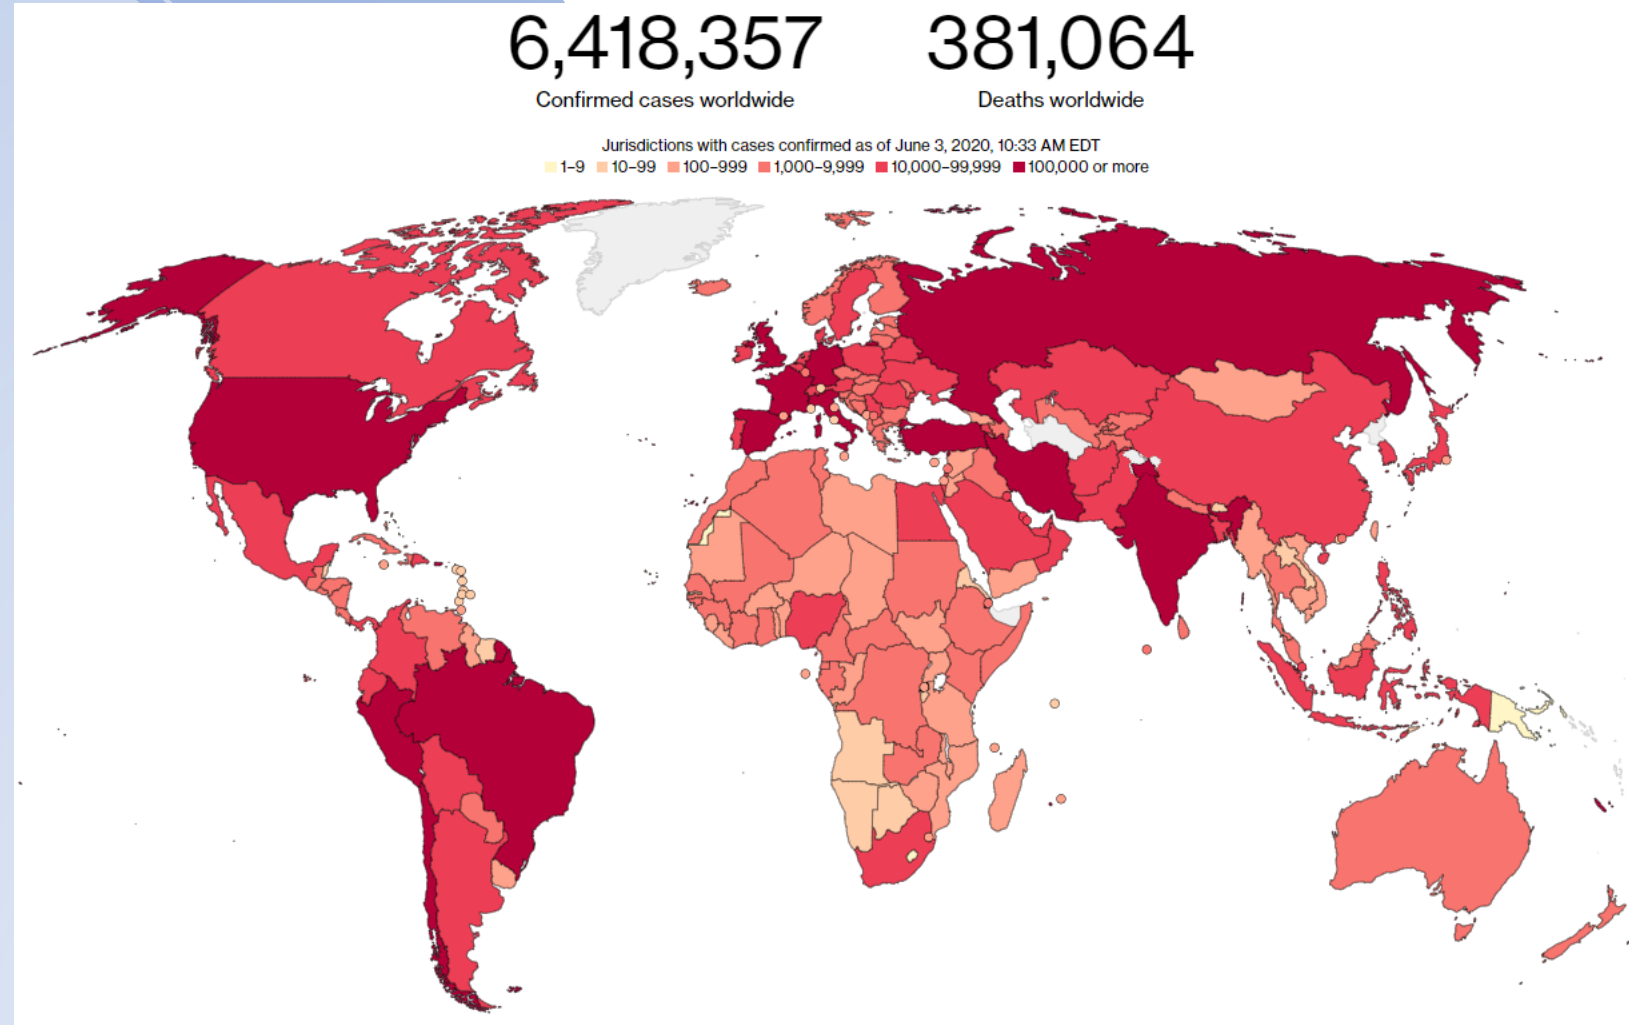 6,418,357 381,064
Confirmed cases worldwide Deaths worldwide
Jurisdictions with cases confirmed as of June 3, 2020, 10:33 AM EDT
1–9 10–99 100–999 1,000–9,999 10,000–99,999 100,000 or more